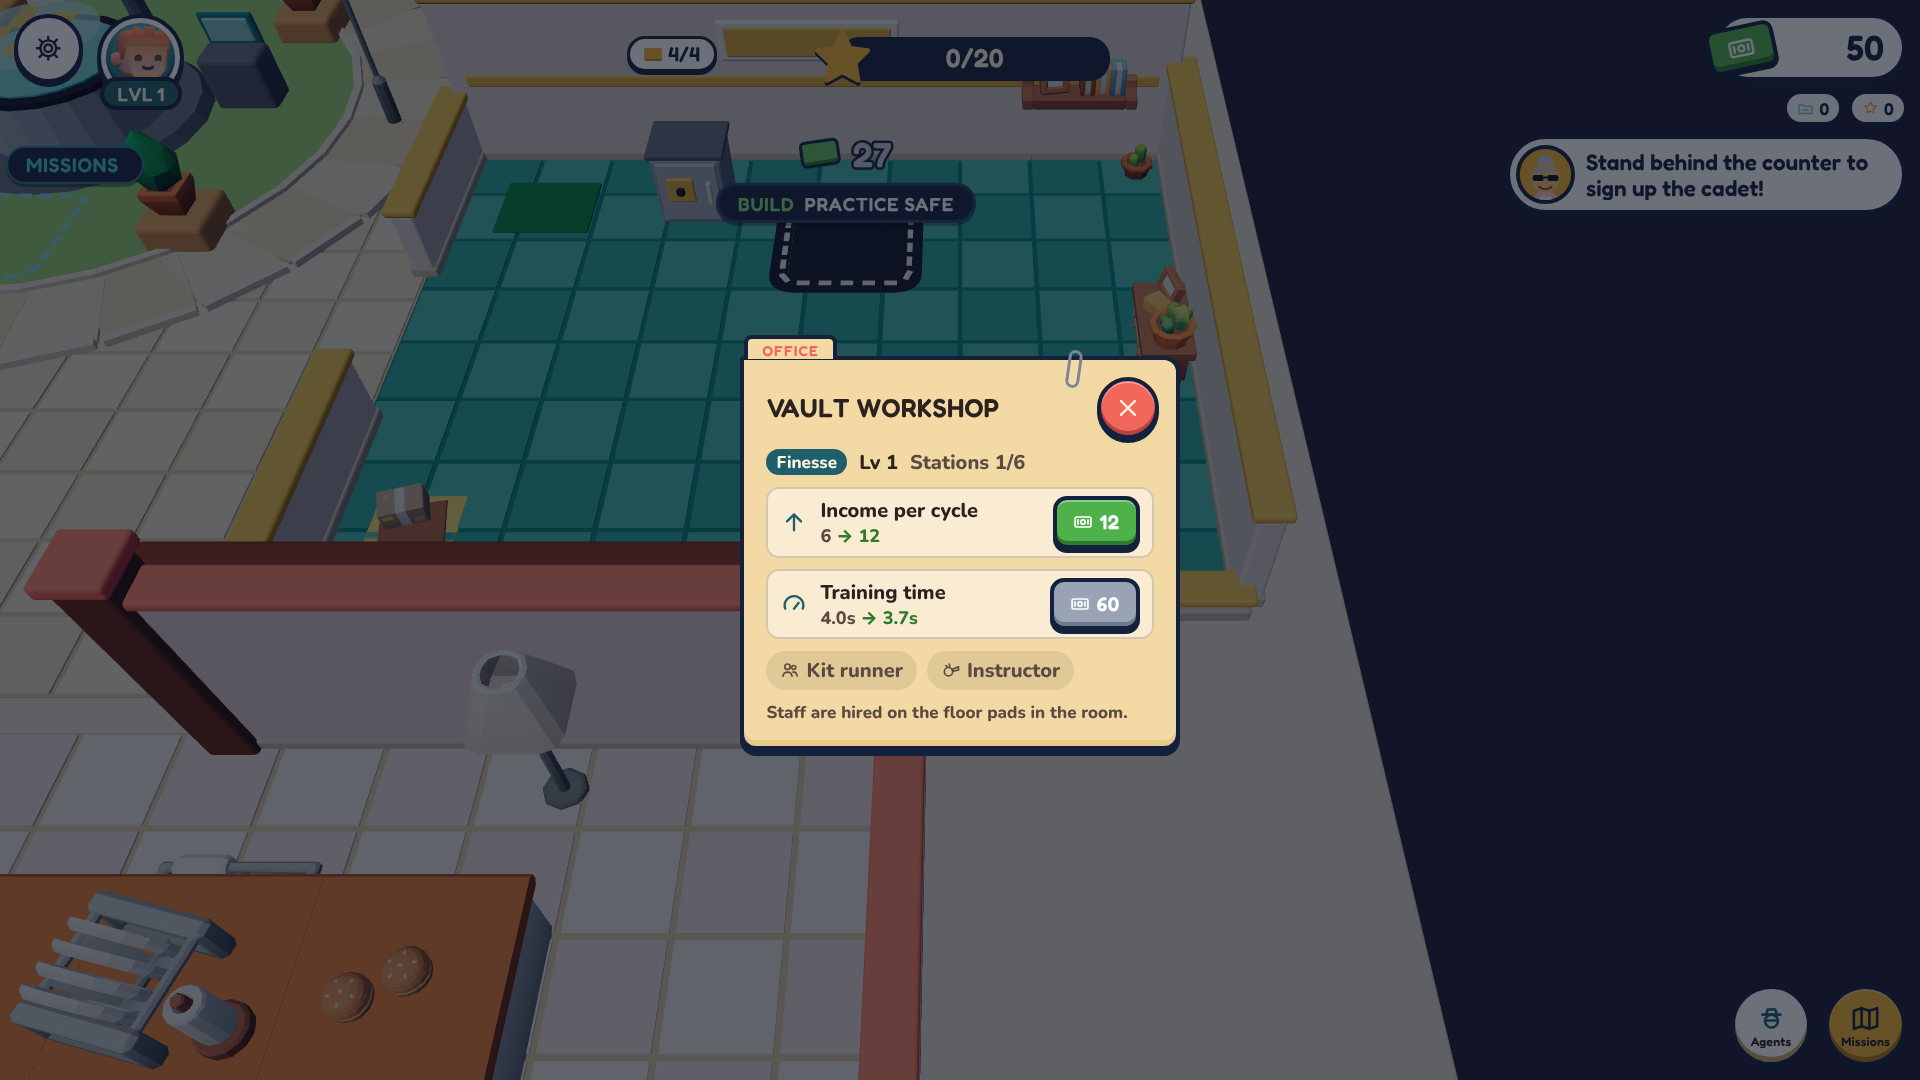 LVL 1
4/4
0/20
50
0
0
MISSIONS
Stand behind the counter to
sign up the cadet!
27
BUILD PRACTICE SAFE
OFFICE
VAULT WORKSHOP
Finesse Lv 1 Stations 1/6
Income per cycle
6 → 12
12
Training time
4.0s → 3.7s
60
Kit runner
Instructor
Staff are hired on the floor pads in the room.
Agents
Missions